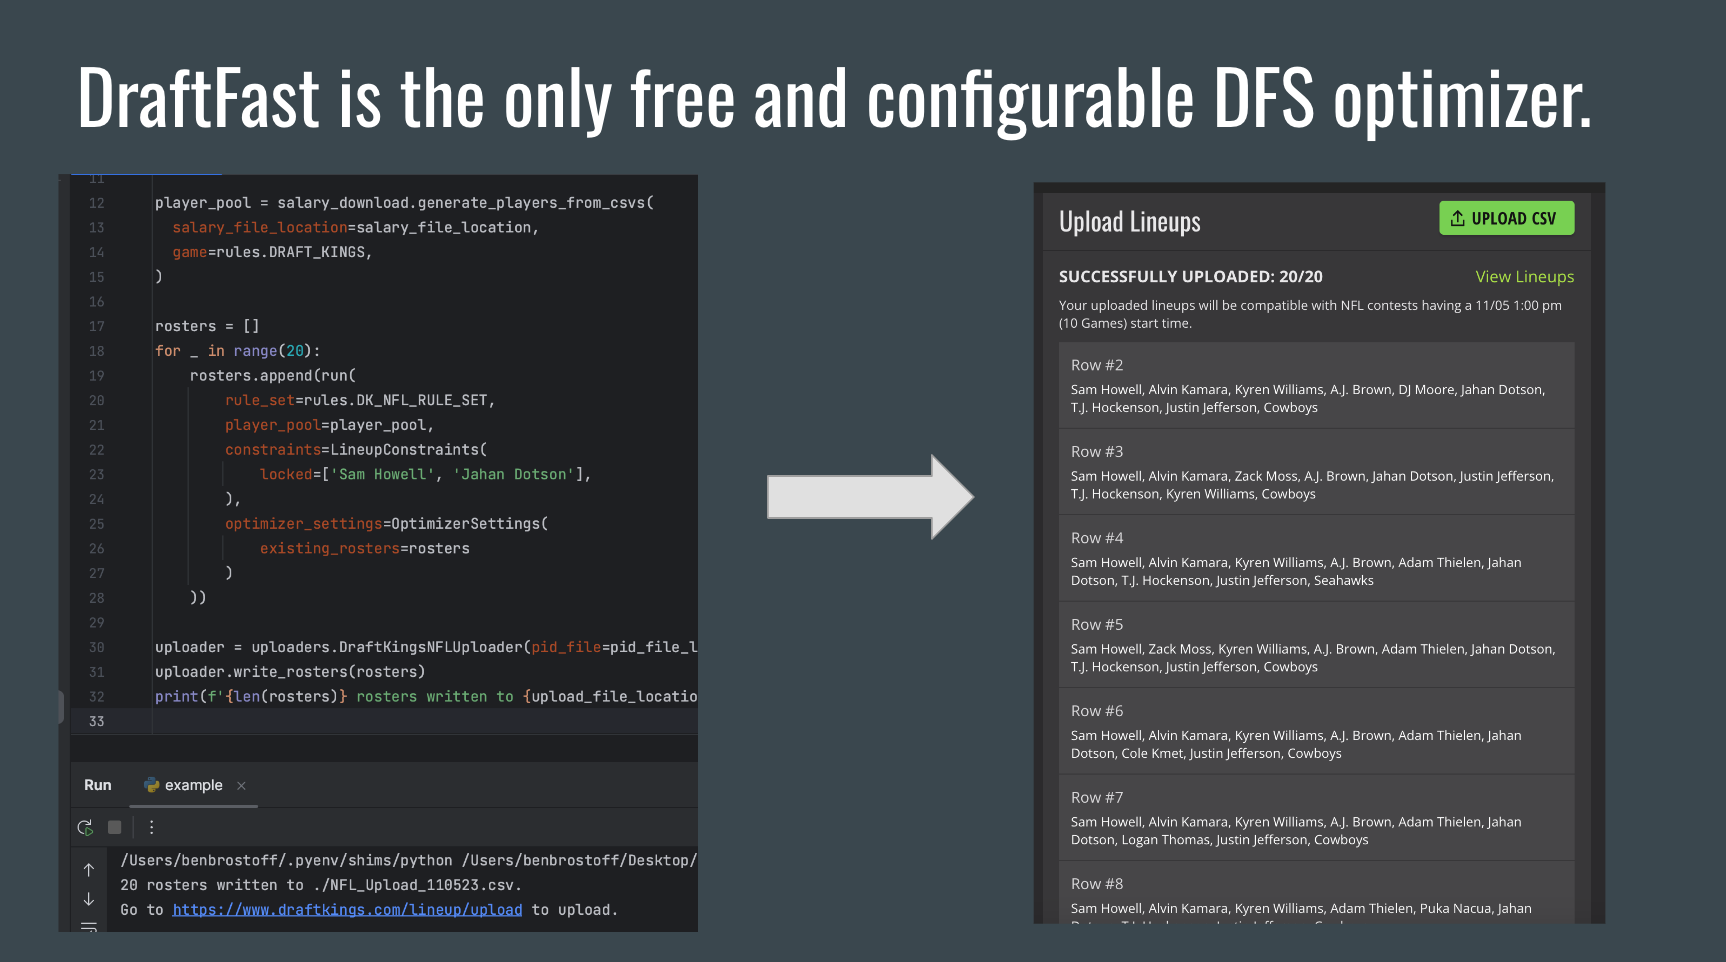 DraftFast is the only free and configurable DFS optimizer.
11
12 player_pool = salary_download.generate_players_from_csvs(
13 salary_file_location=salary_file_location,
14 game=rules.DRAFT_KINGS,
15 )
16
17 rosters = []
18 for _ in range(20):
19 rosters.append(run(
20 rule_set=rules.DK_NFL_RULE_SET,
21 player_pool=player_pool,
22 constraints=LineupConstraints(
23 locked=['Sam Howell', 'Jahan Dotson'],
24 ),
25 optimizer_settings=OptimizerSettings(
26 existing_rosters=rosters
27 )
28 ))
29
30 uploader = uploaders.DraftKingsNFLUploader(pid_file=pid_file_l
31 uploader.write_rosters(rosters)
32 print(f'{len(rosters)} rosters written to {upload_file_locatio
33
Run example ×
/Users/benbrostoff/.pyenv/shims/python /Users/benbrostoff/Desktop/
20 rosters written to ./NFL_Upload_110523.csv.
Go to https://www.draftkings.com/lineup/upload to upload.
Upload Lineups
UPLOAD CSV
SUCCESSFULLY UPLOADED: 20/20
View Lineups
Your uploaded lineups will be compatible with NFL contests having a 11/05 1:00 pm
(10 Games) start time.
Row #2
Sam Howell, Alvin Kamara, Kyren Williams, A.J. Brown, DJ Moore, Jahan Dotson,
T.J. Hockenson, Justin Jefferson, Cowboys
Row #3
Sam Howell, Alvin Kamara, Zack Moss, A.J. Brown, Jahan Dotson, Justin Jefferson,
T.J. Hockenson, Kyren Williams, Cowboys
Row #4
Sam Howell, Alvin Kamara, Kyren Williams, A.J. Brown, Adam Thielen, Jahan
Dotson, T.J. Hockenson, Justin Jefferson, Seahawks
Row #5
Sam Howell, Zack Moss, Kyren Williams, A.J. Brown, Adam Thielen, Jahan Dotson,
T.J. Hockenson, Justin Jefferson, Cowboys
Row #6
Sam Howell, Alvin Kamara, Kyren Williams, A.J. Brown, Adam Thielen, Jahan
Dotson, Cole Kmet, Justin Jefferson, Cowboys
Row #7
Sam Howell, Alvin Kamara, Kyren Williams, A.J. Brown, Adam Thielen, Jahan
Dotson, Logan Thomas, Justin Jefferson, Cowboys
Row #8
Sam Howell, Alvin Kamara, Kyren Williams, Adam Thielen, Puka Nacua, Jahan